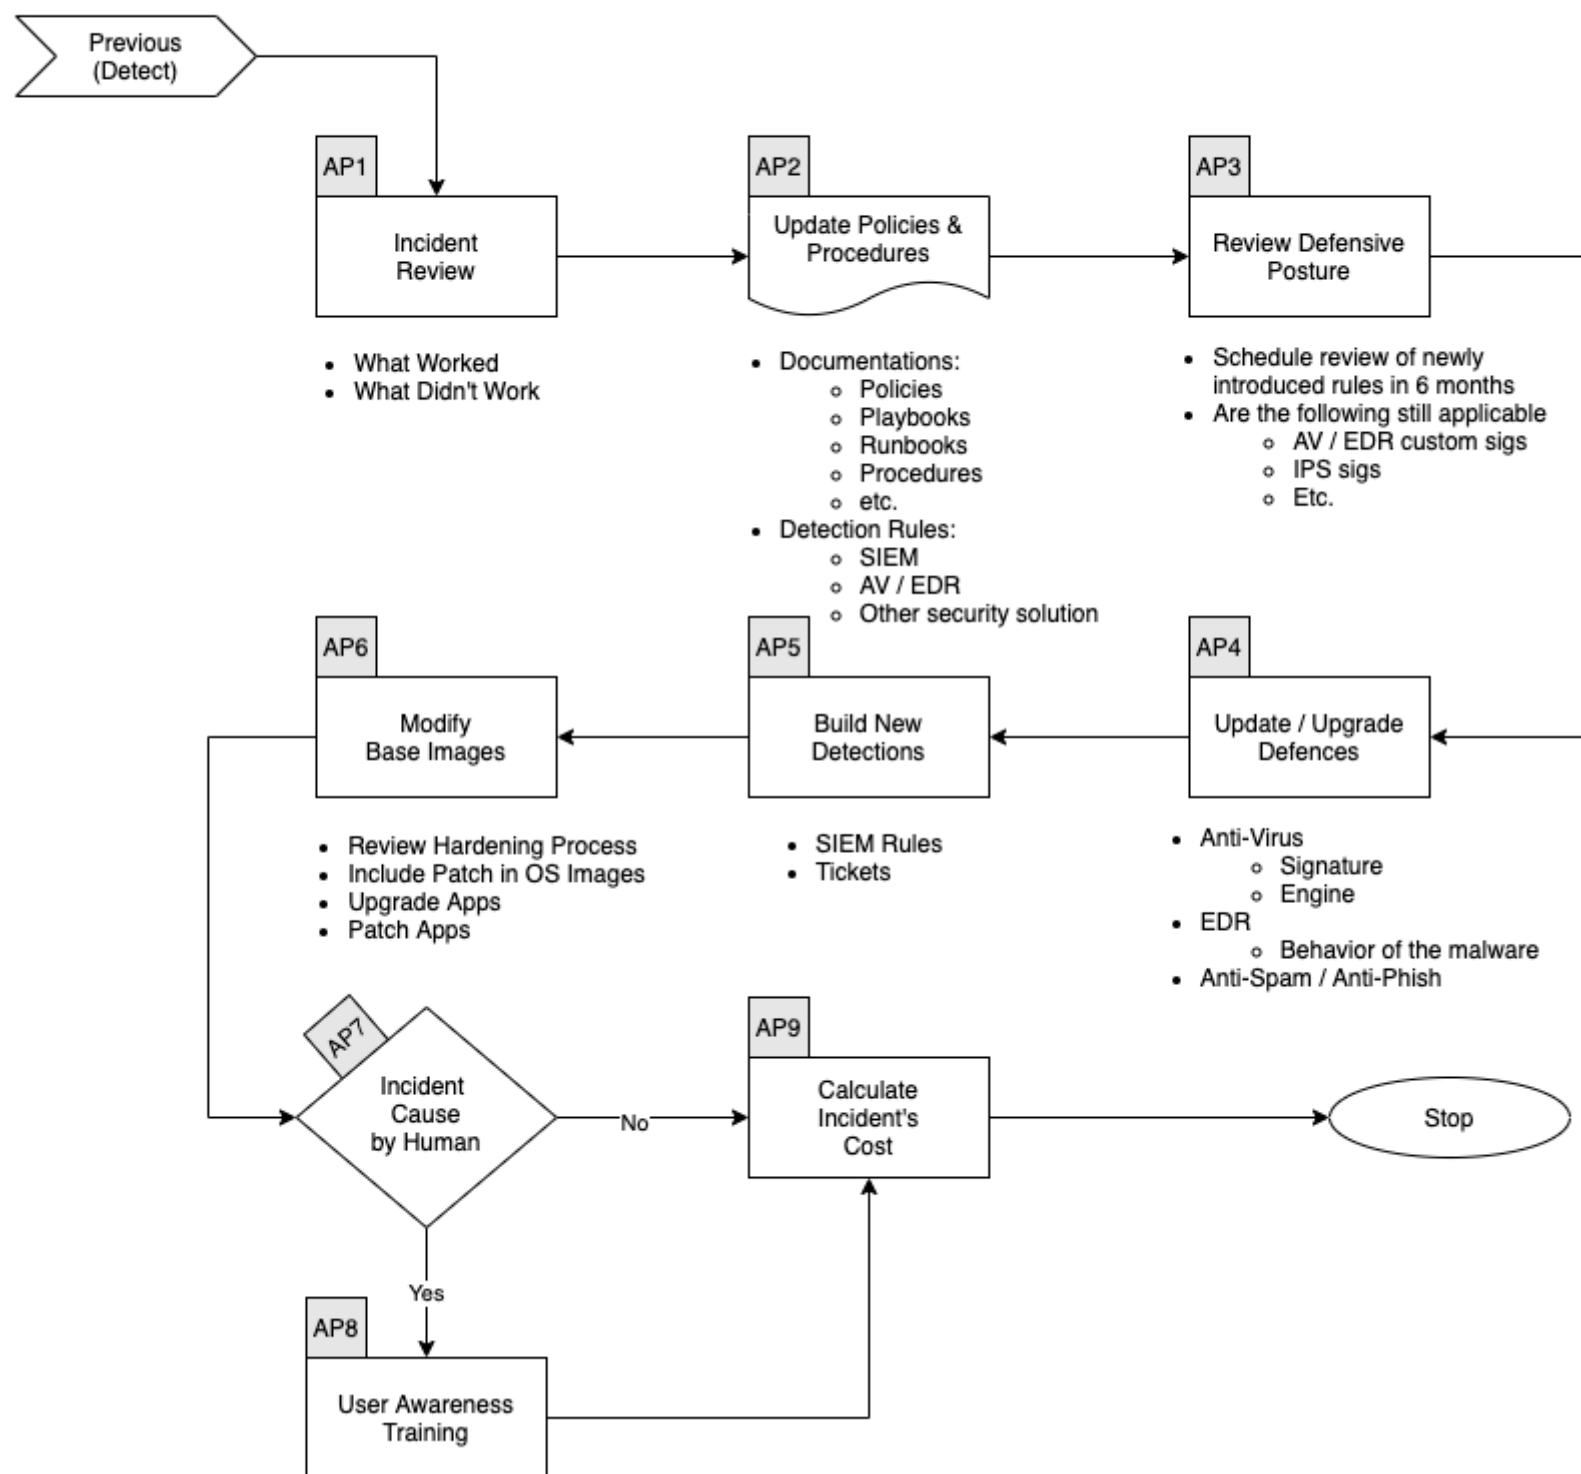 Previous
(Detect)
AP1
Incident
Review
• What Worked
• What Didn't Work
AP2
Update Policies &
Procedures
• Documentations:
○ Policies
○ Playbooks
○ Runbooks
○ Procedures
○ etc.
• Detection Rules:
○ SIEM
○ AV / EDR
○ Other security solution
AP3
Review Defensive
Posture
• Schedule review of newly
introduced rules in 6 months
• Are the following still applicable
○ AV / EDR custom sigs
○ IPS sigs
○ Etc.
AP4
Update / Upgrade
Defences
• Anti-Virus
○ Signature
○ Engine
• EDR
○ Behavior of the malware
• Anti-Spam / Anti-Phish
AP5
Build New
Detections
• SIEM Rules
• Tickets
AP6
Modify
Base Images
• Review Hardening Process
• Include Patch in OS Images
• Upgrade Apps
• Patch Apps
AP7
Incident
Cause
by Human
No
Yes
AP8
User Awareness
Training
AP9
Calculate
Incident's
Cost
Stop